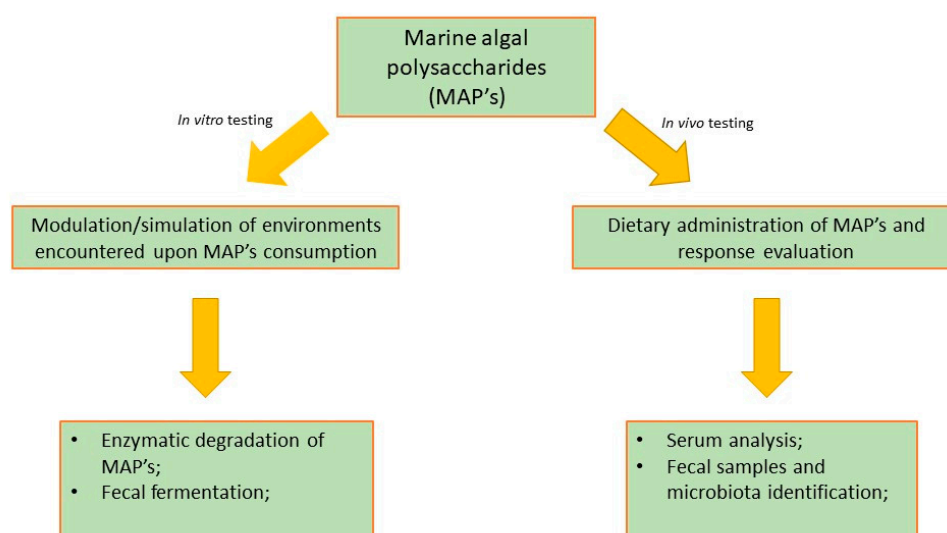 Marine algal
polysaccharides
(MAP's)
In vitro testing
In vivo testing
Modulation/simulation of environments
encountered upon MAP's consumption
Dietary administration of MAP's and
response evaluation
• Enzymatic degradation of
MAP's;
• Fecal fermentation;
• Serum analysis;
• Fecal samples and
microbiota identification;